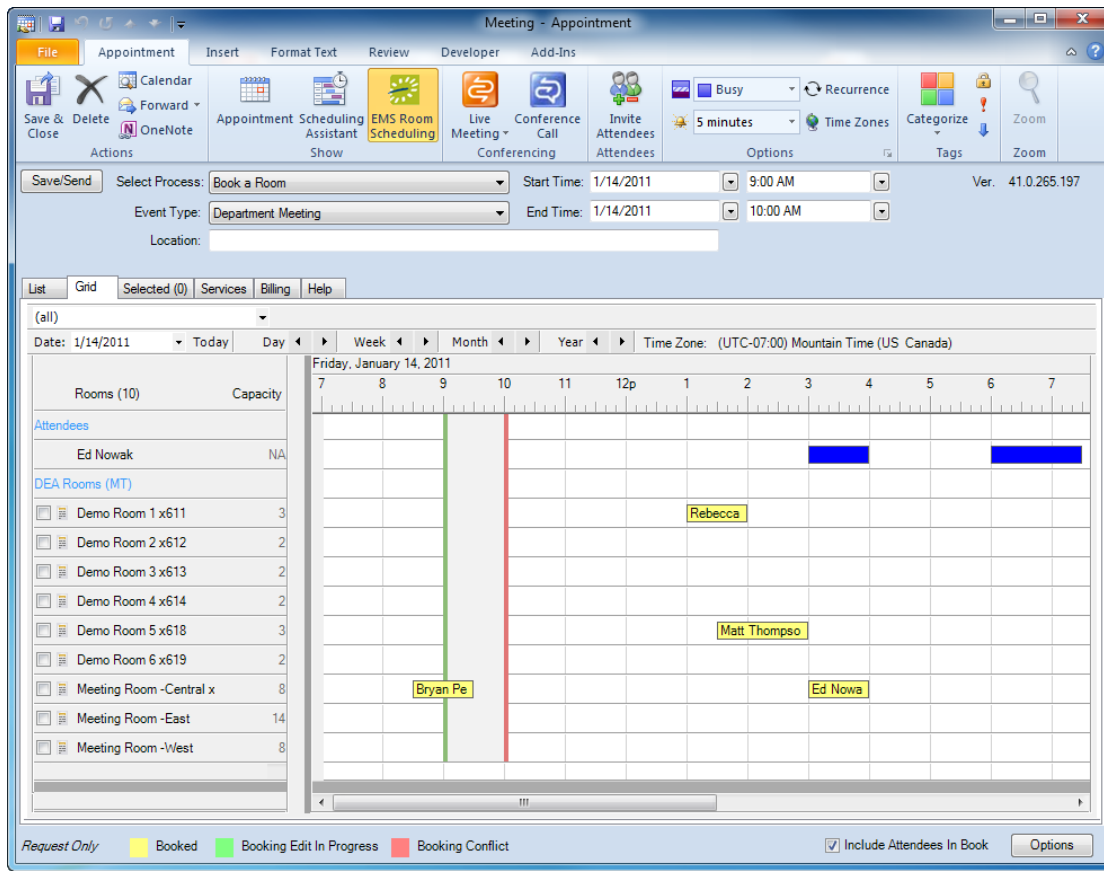 Meeting - Appointment
File Appointment Insert Format Text Review Developer Add-Ins
Save & Close
Delete
Calendar
Forward
OneNote
Actions
Appointment
Scheduling Assistant
EMS Room Scheduling
Show
Live Meeting
Conference Call
Conferencing
Invite Attendees
Attendees
Busy
5 minutes
Recurrence
Time Zones
Options
Categorize
Tags
Zoom
Zoom
Save/Send Select Process: Book a Room Start Time: 1/14/2011 9:00 AM Ver. 41.0.265.197
Event Type: Department Meeting End Time: 1/14/2011 10:00 AM
Location:
List Grid Selected (0) Services Billing Help
(all)
Date: 1/14/2011 Today Day Week Month Year Time Zone: (UTC-07:00) Mountain Time (US Canada)
Friday, January 14, 2011
Rooms (10) Capacity 7 8 9 10 11 12p 1 2 3 4 5 6 7
Attendees
Ed Nowak NA
DEA Rooms (MT)
Demo Room 1 x611 3 Rebecca
Demo Room 2 x612 2
Demo Room 3 x613 2
Demo Room 4 x614 2
Demo Room 5 x618 3 Matt Thompso
Demo Room 6 x619 2
Meeting Room -Central x 8 Bryan Pe Ed Nowa
Meeting Room -East 14
Meeting Room -West 8
Request Only Booked Booking Edit In Progress Booking Conflict Include Attendees In Book Options